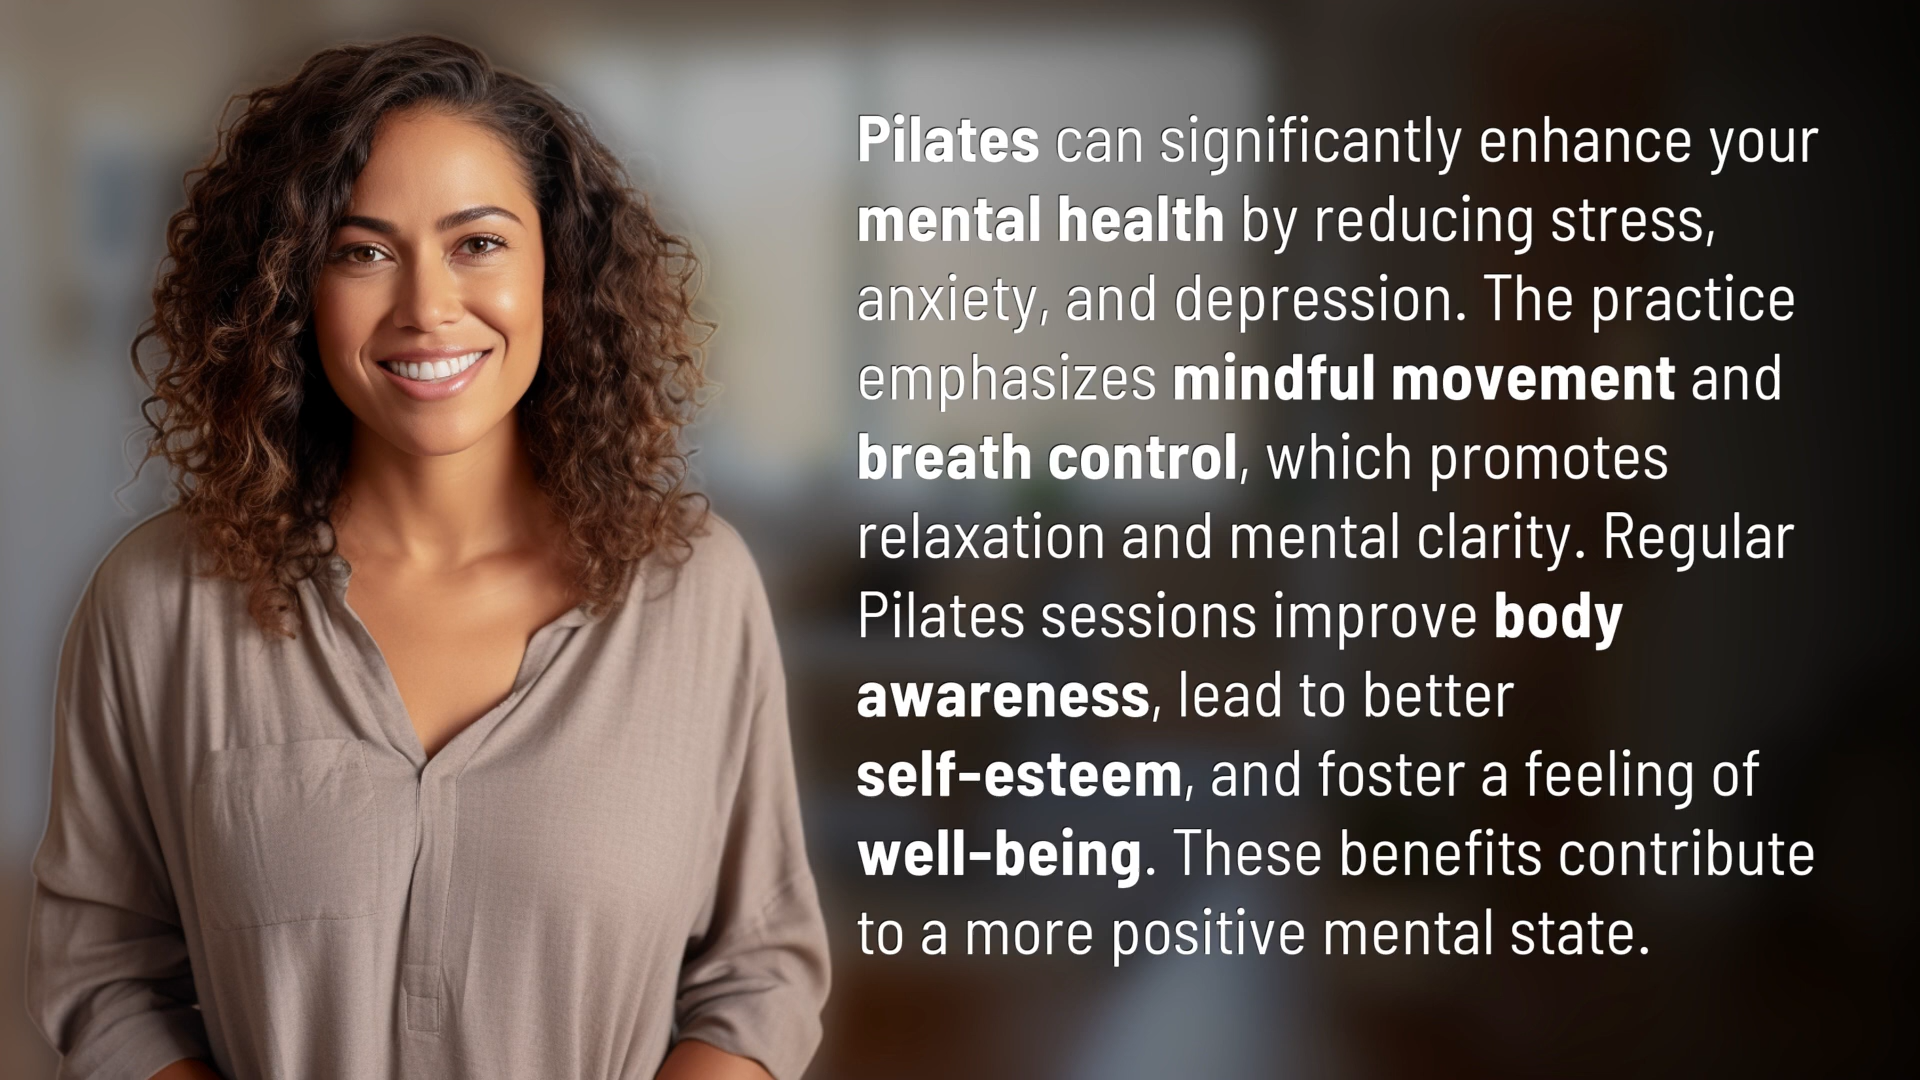 Pilates can significantly enhance your
mental health by reducing stress,
anxiety, and depression. The practice
emphasizes mindful movement and
breath control, which promotes
relaxation and mental clarity. Regular
Pilates sessions improve body
awareness, lead to better
self-esteem, and foster a feeling of
well-being. These benefits contribute
to a more positive mental state.